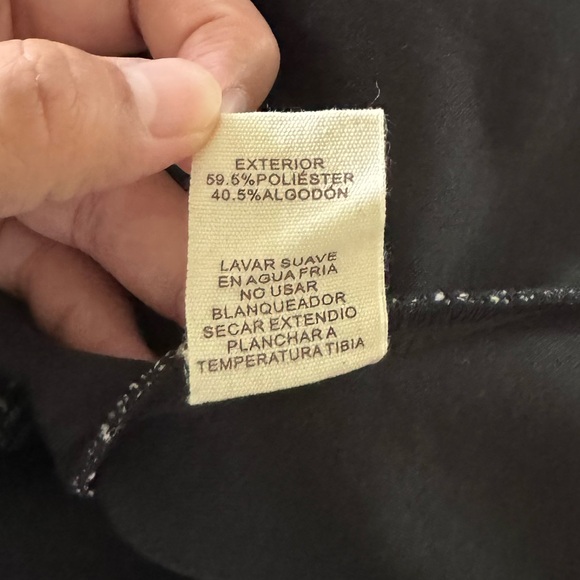 EXTERIOR
59.5%POLIÉSTER
40.5%ALGODÓN
LAVAR SUAVE
EN AGUA FRIA
NO USAR
BLANQUEADOR
SECAR EXTENDIO
PLANCHAR A
TEMPERATURA TIBIA